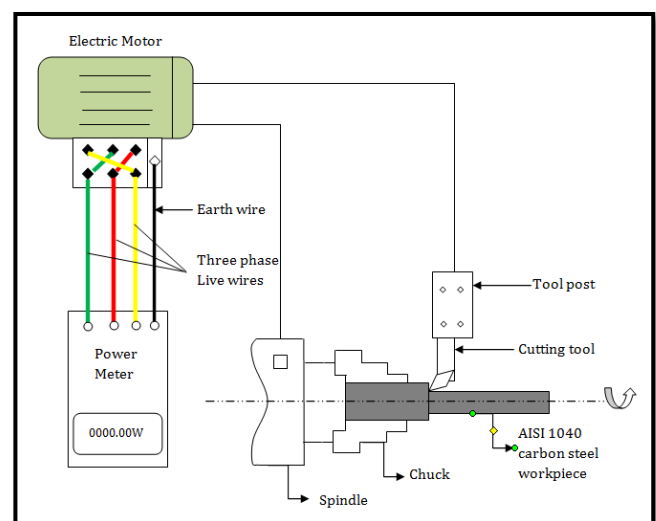 Electric Motor
Earth wire
Three phase
Live wires
Tool post
Power
Meter
Cutting tool
0000.00W
AISI 1040
carbon steel
workpiece
Chuck
Spindle